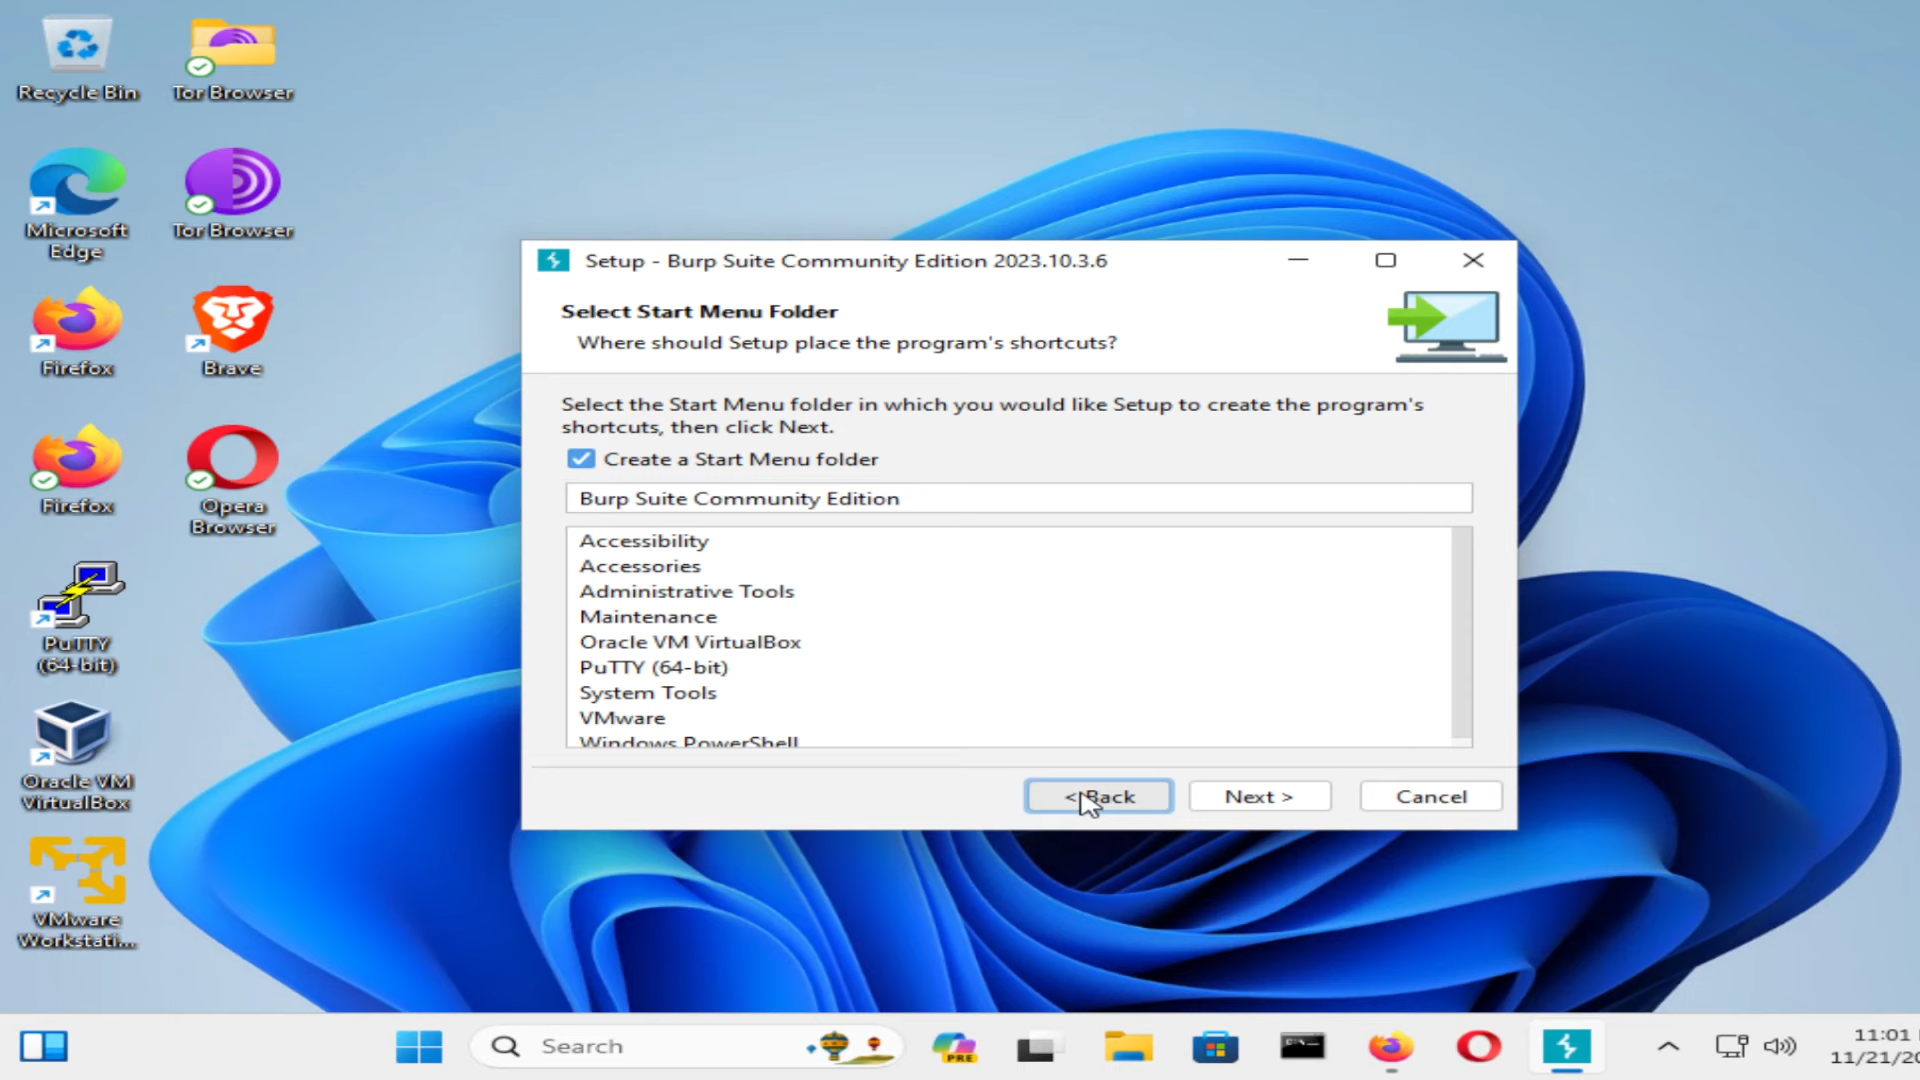 Recycle Bin
Tor Browser
Microsoft
Edge
Tor Browser
Firefox
Brave
Firefox
Opera
Browser
PuTTY
(64-bit)
Oracle VM
VirtualBox
VMware
Workstati...
Setup - Burp Suite Community Edition 2023.10.3.6
Select Start Menu Folder
Where should Setup place the program's shortcuts?
Select the Start Menu folder in which you would like Setup to create the program's
shortcuts, then click Next.
Create a Start Menu folder
Burp Suite Community Edition
Accessibility
Accessories
Administrative Tools
Maintenance
Oracle VM VirtualBox
PuTTY (64-bit)
System Tools
VMware
Windows PowerShell
< Back
Next >
Cancel
Search
PRE
11:01
11/21/20